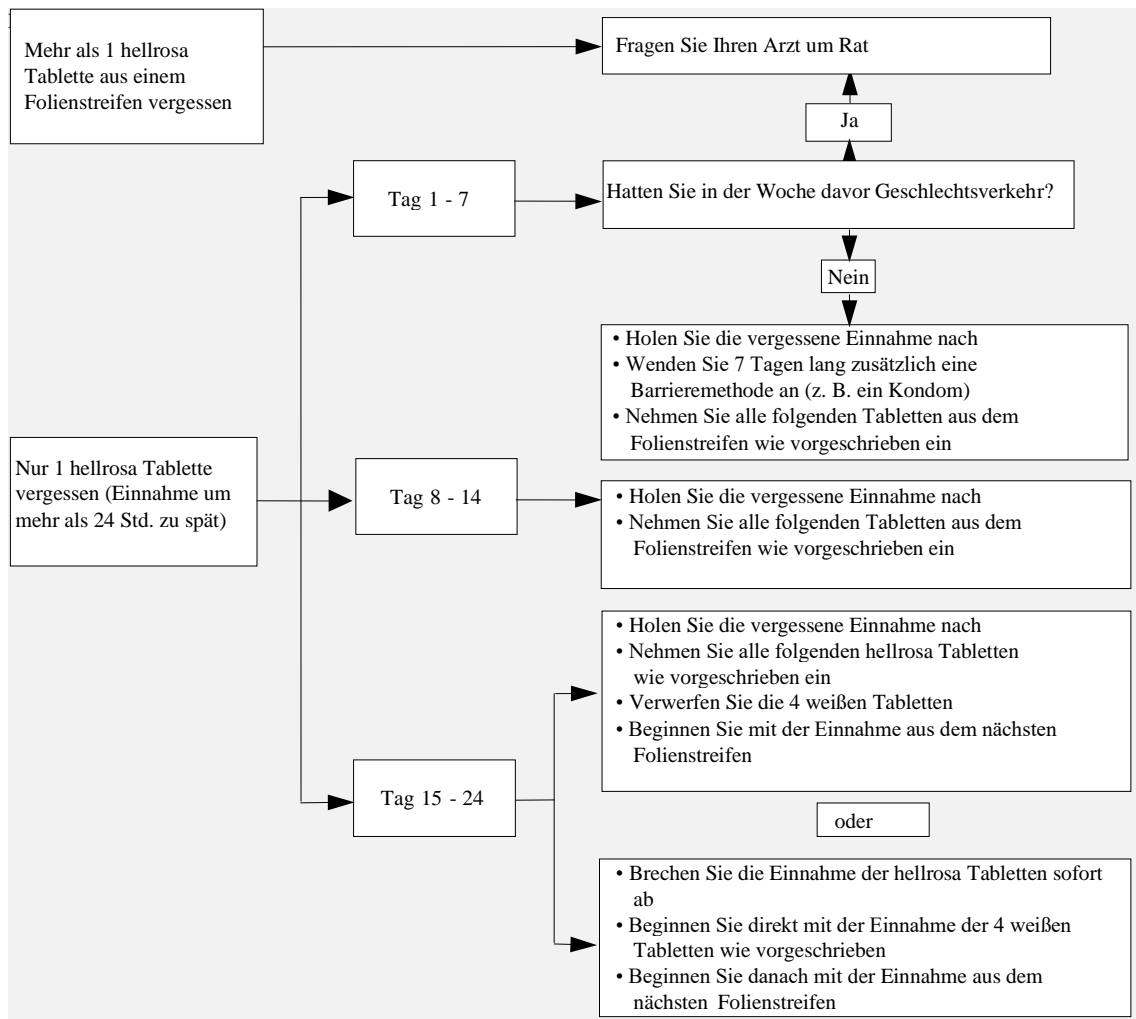 Mehr als 1 hellrosa
Tablette aus einem
Folienstreifen vergessen
Fragen Sie Ihren Arzt um Rat
Ja
Tag 1 - 7
Hatten Sie in der Woche davor Geschlechtsverkehr?
Nein
• Holen Sie die vergessene Einnahme nach
• Wenden Sie 7 Tagen lang zusätzlich eine
Barrieremethode an (z. B. ein Kondom)
• Nehmen Sie alle folgenden Tabletten aus dem
Folienstreifen wie vorgeschrieben ein
Nur 1 hellrosa Tablette
vergessen (Einnahme um
mehr als 24 Std. zu spät)
Tag 8 - 14
• Holen Sie die vergessene Einnahme nach
• Nehmen Sie alle folgenden Tabletten aus dem
Folienstreifen wie vorgeschrieben ein
Tag 15 - 24
• Holen Sie die vergessene Einnahme nach
• Nehmen Sie alle folgenden hellrosa Tabletten
wie vorgeschrieben ein
• Verwerfen Sie die 4 weißen Tabletten
• Beginnen Sie mit der Einnahme aus dem nächsten
Folienstreifen
oder
• Brechen Sie die Einnahme der hellrosa Tabletten sofort
ab
• Beginnen Sie direkt mit der Einnahme der 4 weißen
Tabletten wie vorgeschrieben
• Beginnen Sie danach mit der Einnahme aus dem
nächsten Folienstreifen